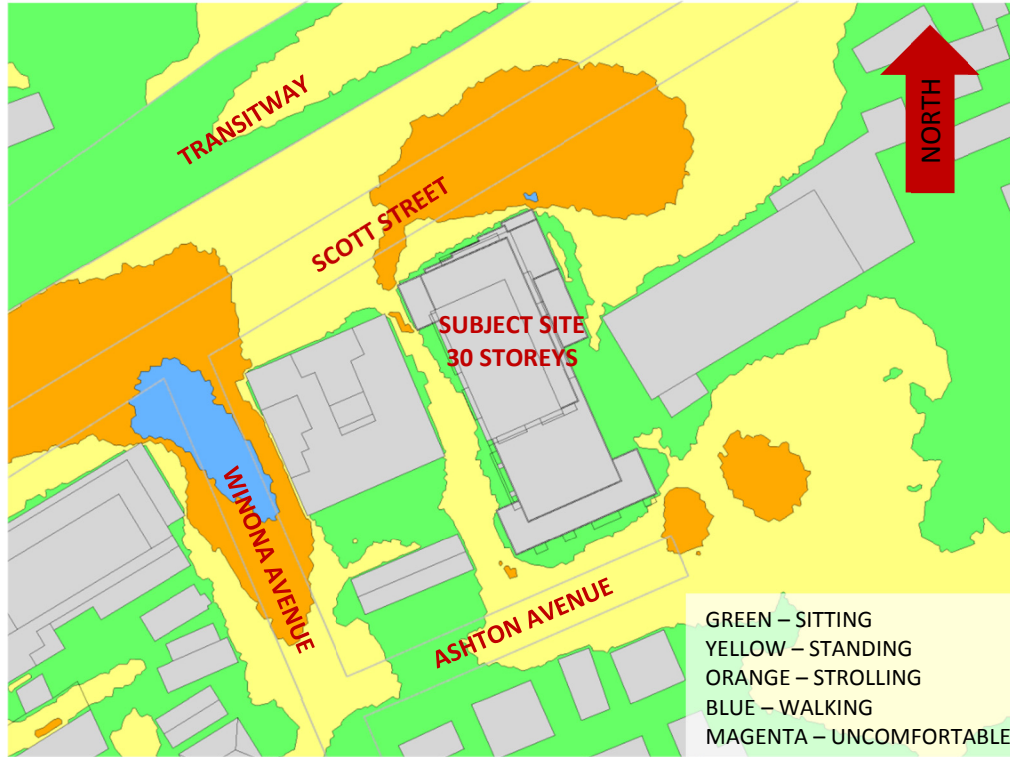 TRANSITWAY
NORTH
SCOTT STREET
SUBJECT SITE
30 STOREYS
WINONA AVENUE
ASHTON AVENUE
GREEN – SITTING
YELLOW – STANDING
ORANGE – STROLLING
BLUE – WALKING
MAGENTA – UNCOMFORTABLE